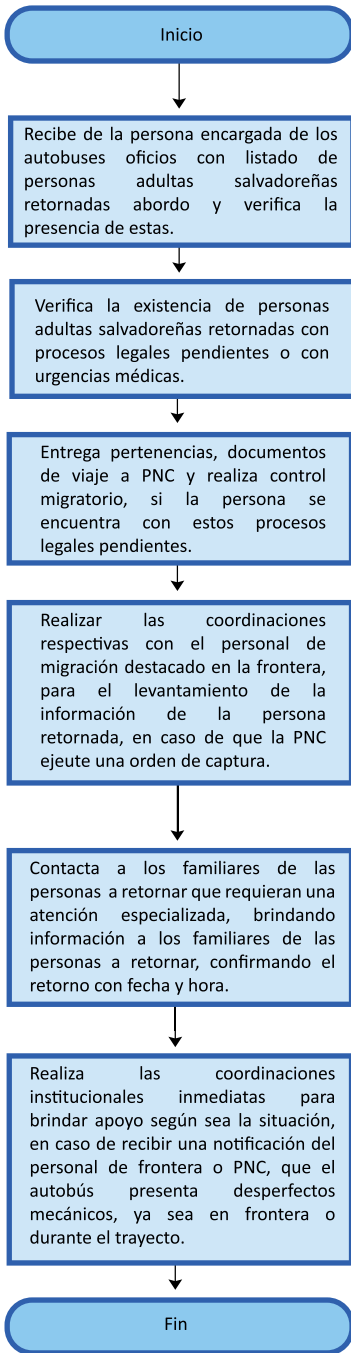 Inicio
Recibe de la persona encargada de los
autobuses oficios con listado de
personas adultas salvadoreñas
retornadas abordo y verifica la
presencia de estas.
Verifica la existencia de personas
adultas salvadoreñas retornadas con
procesos legales pendientes o con
urgencias médicas.
Entrega pertenencias, documentos
de viaje a PNC y realiza control
migratorio, si la persona se
encuentra con estos procesos
legales pendientes.
Realizar las coordinaciones
respectivas con el personal de
migración destacado en la frontera,
para el levantamiento de la
información de la persona
retornada, en caso de que la PNC
ejeute una orden de captura.
Contacta a los familiares de las
personas a retornar que requieran una
atención especializada, brindando
información a los familiares de las
personas a retornar, confirmando el
retorno con fecha y hora.
Realiza las coordinaciones
institucionales inmediatas para
brindar apoyo según sea la situación,
en caso de recibir una notificación del
personal de frontera o PNC, que el
autobús presenta desperfectos
mecánicos, ya sea en frontera o
durante el trayecto.
Fin